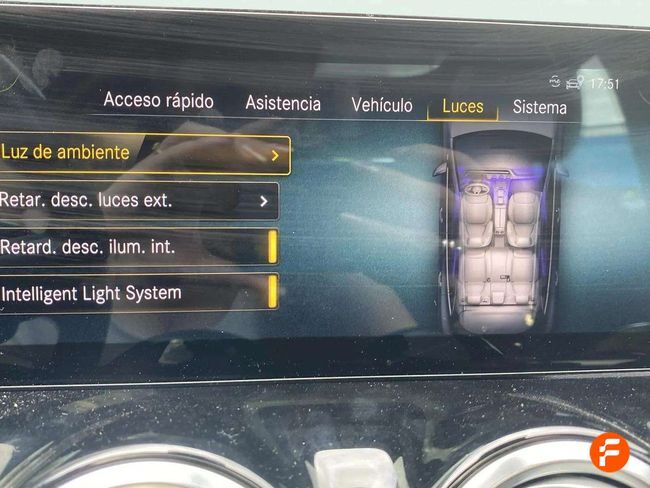 17:51
Acceso rápido Asistencia Vehículo Luces Sistema
Luz de ambiente
Retar. desc. luces ext.
Retard. desc. ilum. int.
Intelligent Light System